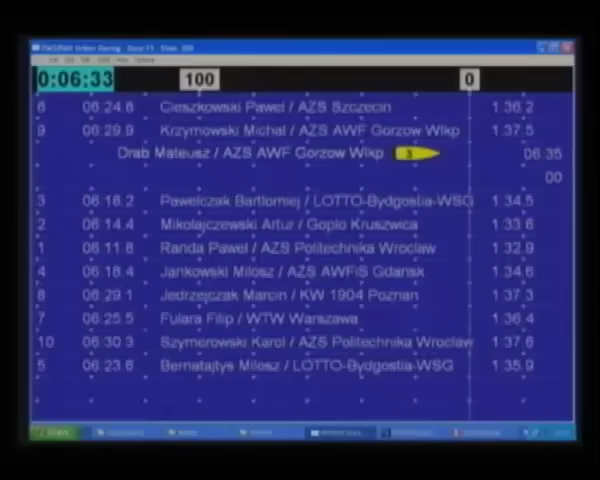 0:06:33 100 0
6 06:24.8 Cieszkowski Pawel / AZS Szczecin 1:36.2
9 06:29.9 Krzymowski Michal / AZS AWF Gorzow Wlkp 1:37.5
Drab Mateusz / AZS AWF Gorzow Wlkp 3 06:35
00
3 06:18.2 Pawelczak Bartlomiej / LOTTO-Bydgostia-WSG 1:34.5
2 06:14.4 Mikolajczewski Artur / Goplo Kruszwica 1:33.6
1 06:11.8 Randa Pawel / AZS Politechnika Wroclaw 1:32.9
4 06:18.4 Jankowski Milosz / AZS AWFiS Gdansk 1:34.6
8 06:29.1 Jedrzejczak Marcin / KW 1904 Poznan 1:37.3
7 06:25.5 Fulara Filip / WTW Warszawa 1:36.4
10 06:30.3 Szymorowski Karol / AZS Politechnika Wroclaw 1:37.6
5 06:23.6 Bernatajtys Milosz / LOTTO-Bydgostia-WSG 1:35.9